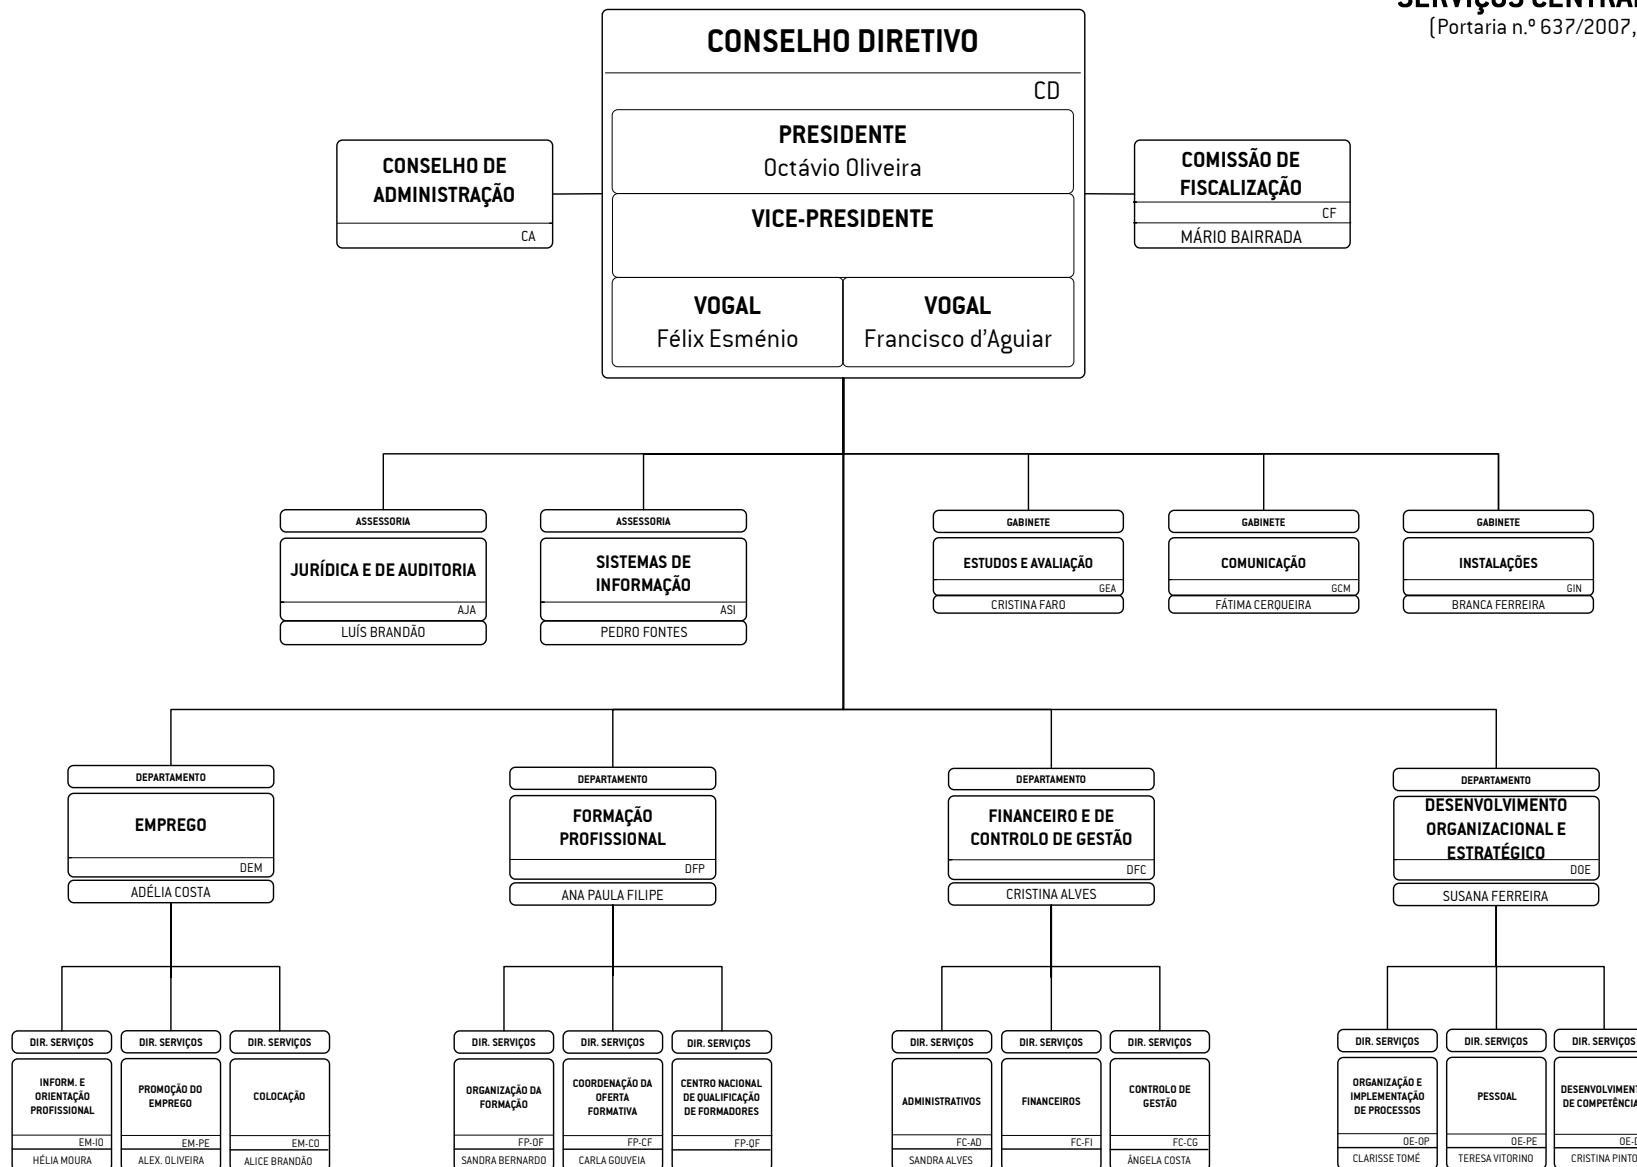 SERVIÇOS CENTRA
(Portaria n.º 637/2007,
CONSELHO DIRETIVO
CD
PRESIDENTE
Octávio Oliveira
VICE-PRESIDENTE
VOGAL
Félix Esménio
VOGAL
Francisco d'Aguiar
CONSELHO DE
ADMINISTRAÇÃO
CA
COMISSÃO DE
FISCALIZAÇÃO
CF
MÁRIO BAIRRADA
ASSESSORIA
JURÍDICA E DE AUDITORIA
AJA
LUÍS BRANDÃO
ASSESSORIA
SISTEMAS DE
INFORMAÇÃO
ASI
PEDRO FONTES
GABINETE
ESTUDOS E AVALIAÇÃO
GEA
CRISTINA FARO
GABINETE
COMUNICAÇÃO
GCM
FÁTIMA CERQUEIRA
GABINETE
INSTALAÇÕES
GIN
BRANCA FERREIRA
DEPARTAMENTO
EMPREGO
DEM
ADÉLIA COSTA
DEPARTAMENTO
FORMAÇÃO
PROFISSIONAL
DFP
ANA PAULA FILIPE
DEPARTAMENTO
FINANCEIRO E DE
CONTROLO DE GESTÃO
DFC
CRISTINA ALVES
DEPARTAMENTO
DESENVOLVIMENTO
ORGANIZACIONAL E
ESTRATÉGICO
DOE
SUSANA FERREIRA
DIR. SERVIÇOS
INFORM. E
ORIENTAÇÃO
PROFISSIONAL
EM-IO
HÉLIA MOURA
DIR. SERVIÇOS
PROMOÇÃO DO
EMPREGO
EM-PE
ALEX. OLIVEIRA
DIR. SERVIÇOS
COLOCAÇÃO
EM-CO
ALICE BRANDÃO
DIR. SERVIÇOS
ORGANIZAÇÃO DA
FORMAÇÃO
FP-OF
SANDRA BERNARDO
DIR. SERVIÇOS
COORDENAÇÃO DA
OFERTA
FORMATIVA
FP-CF
CARLA GOUVEIA
DIR. SERVIÇOS
CENTRO NACIONAL
DE QUALIFICAÇÃO
DE FORMADORES
FP-QF
DIR. SERVIÇOS
ADMINISTRATIVOS
FC-AD
SANDRA ALVES
DIR. SERVIÇOS
FINANCEIROS
FC-FI
DIR. SERVIÇOS
CONTROLO DE
GESTÃO
FC-CG
ÂNGELA COSTA
DIR. SERVIÇOS
ORGANIZAÇÃO E
IMPLEMENTAÇÃO
DE PROCESSOS
OE-OP
CLARISSE TOMÉ
DIR. SERVIÇOS
PESSOAL
OE-PE
TERESA VITORINO
DIR. SERVIÇOS
DESENVOLVIMENT
DE COMPETÊNCIA
OE-
CRISTINA PINTO